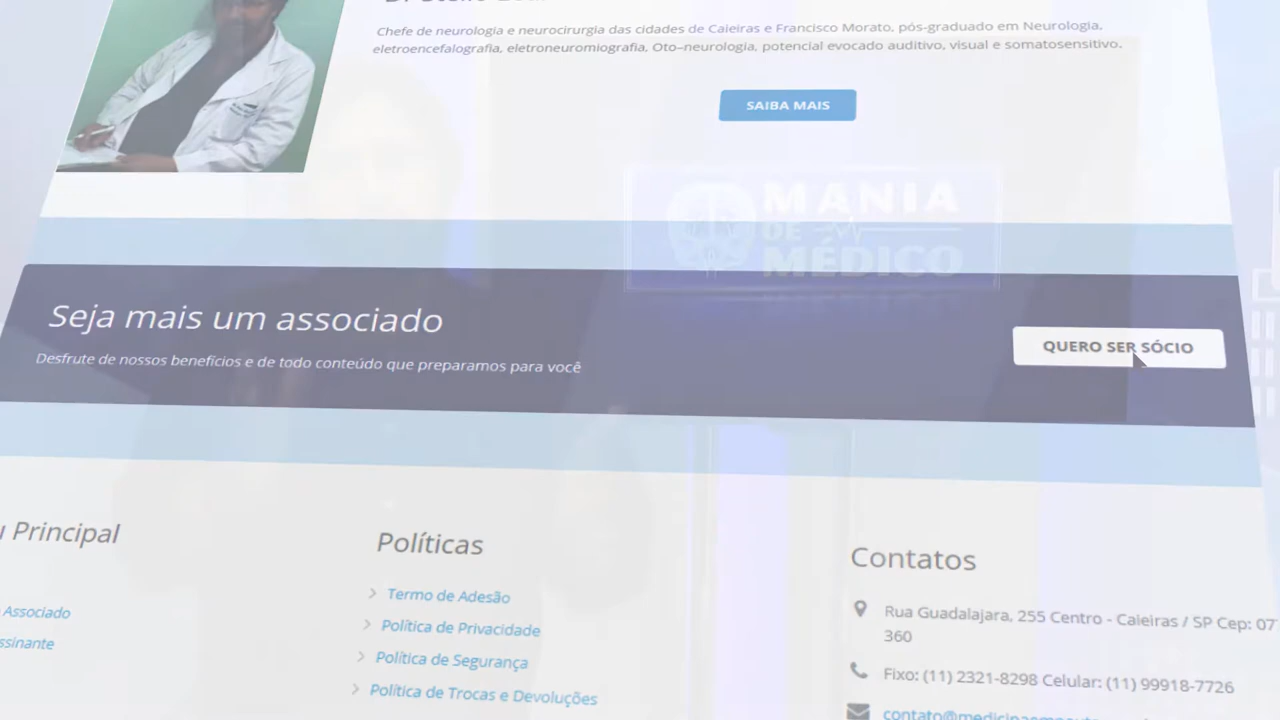 Chefe de neurologia e neurocirurgia das cidades de Caieiras e Francisco Morato, pós-graduado em Neurologia,
eletroencefalografia, eletroneuromiografia, Oto–neurologia, potencial evocado auditivo, visual e somatosensitivo.
SAIBA MAIS
MANIA
DE
MÉDICO
Seja mais um associado
Desfrute de nossos benefícios e de todo conteúdo que preparamos para você
QUERO SER SÓCIO
Principal
Associado
Políticas
Termo de Adesão
Política de Privacidade
Política de Segurança
Política de Trocas e Devoluções
Contatos
Rua Guadalajara, 255 Centro - Caieiras / SP Cep: 07
360
Fixo: (11) 2321-8298 Celular: (11) 99918-7726